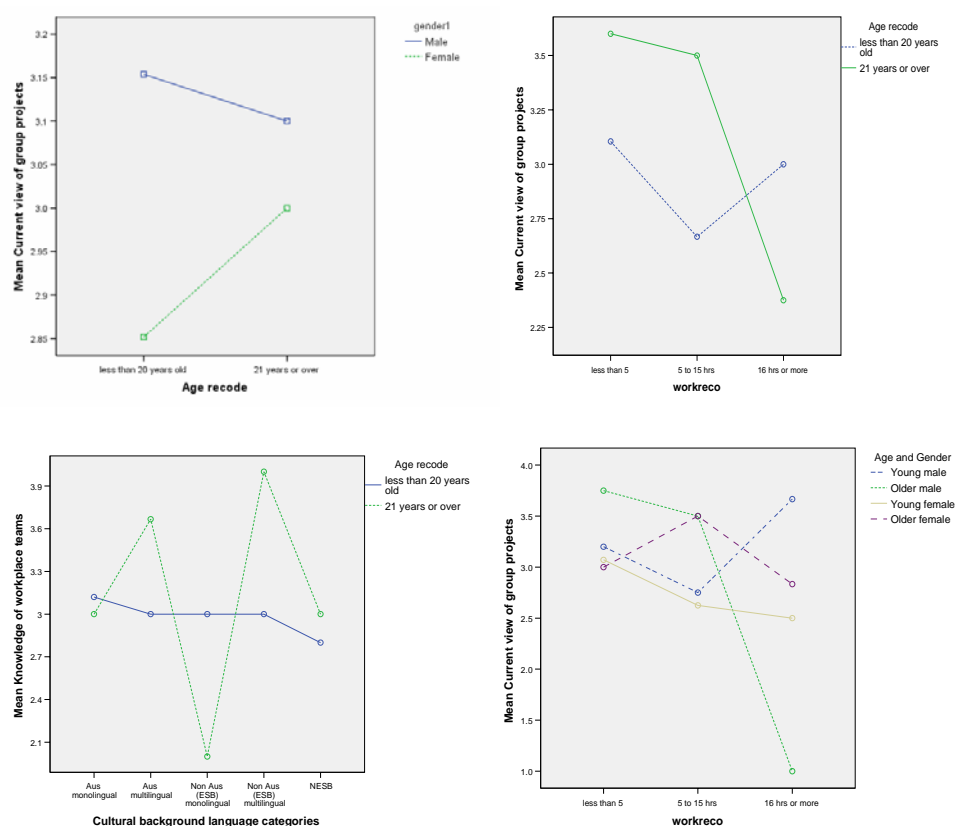 gender1
Male
Female
3.2
3.15
3.1
3.05
3.0
2.95
2.9
2.85
Mean Current view of group projects
less than 20 years old
21 years or over
Age recode
Age recode
less than 20 years
old
21 years or over
3.5
3.25
3.0
2.75
2.5
2.25
Mean Current view of group projects
less than 5
5 to 15 hrs
16 hrs or more
workreco
Age recode
less than 20 years
old
21 years or over
3.9
3.6
3.3
3.0
2.7
2.4
2.1
Mean Knowledge of workplace teams
Aus
monolingual
Aus
multilingual
Non Aus
(ESB)
monolingual
Non Aus
(ESB)
multilingual
NESB
Cultural background language categories
Age and Gender
Young male
Older male
Young female
Older female
4.0
3.5
3.0
2.5
2.0
1.5
1.0
Mean Current view of group projects
less than 5
5 to 15 hrs
16 hrs or more
workreco